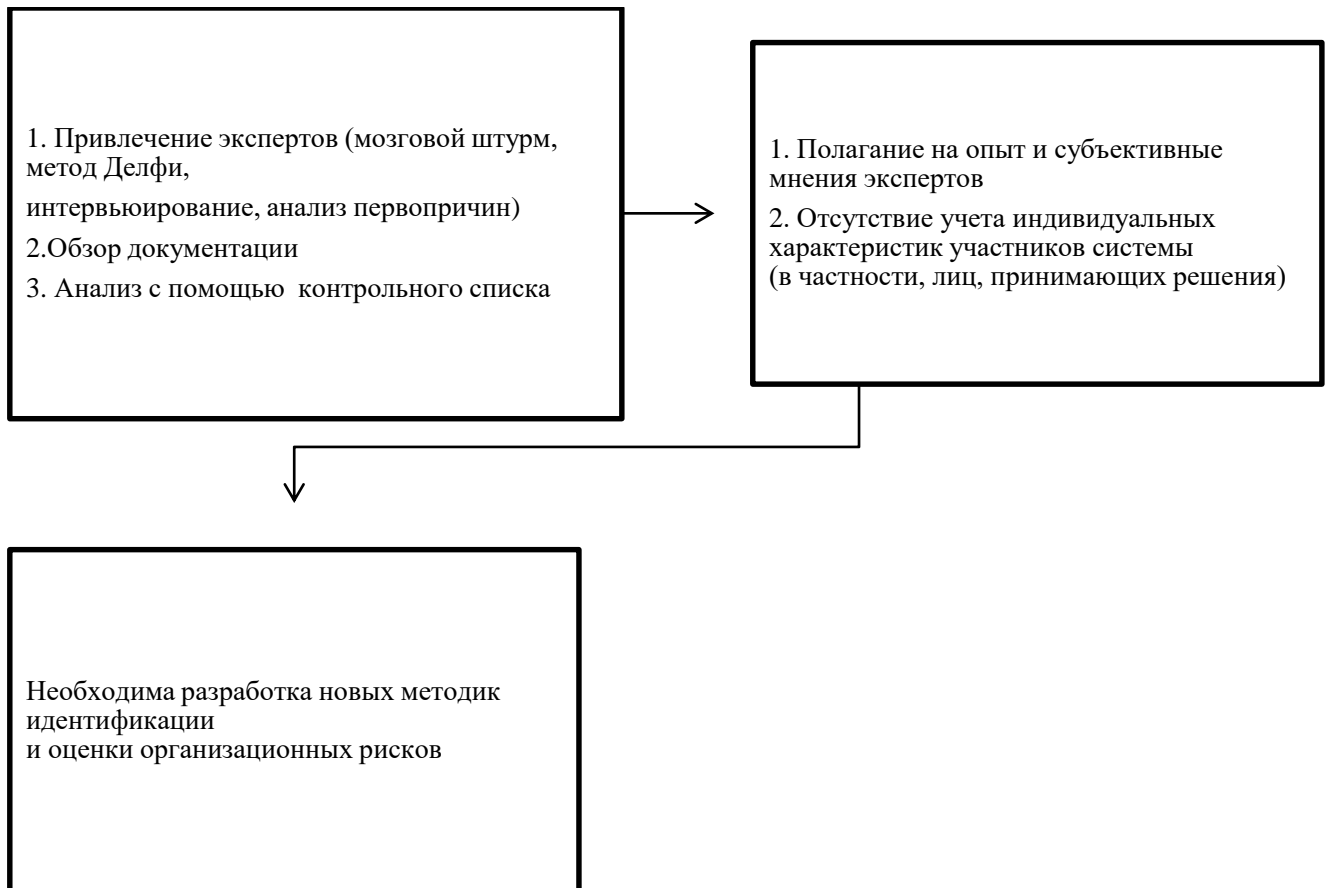 1. Привлечение экспертов (мозговой штурм,
метод Делфи,
интервьюирование, анализ первопричин)
2.Обзор документации
3. Анализ с помощью контрольного списка
1. Полагание на опыт и субъективные
мнения экспертов
2. Отсутствие учета индивидуальных
характеристик участников системы
(в частности, лиц, принимающих решения)
Необходима разработка новых методик
идентификации
и оценки организационных рисков